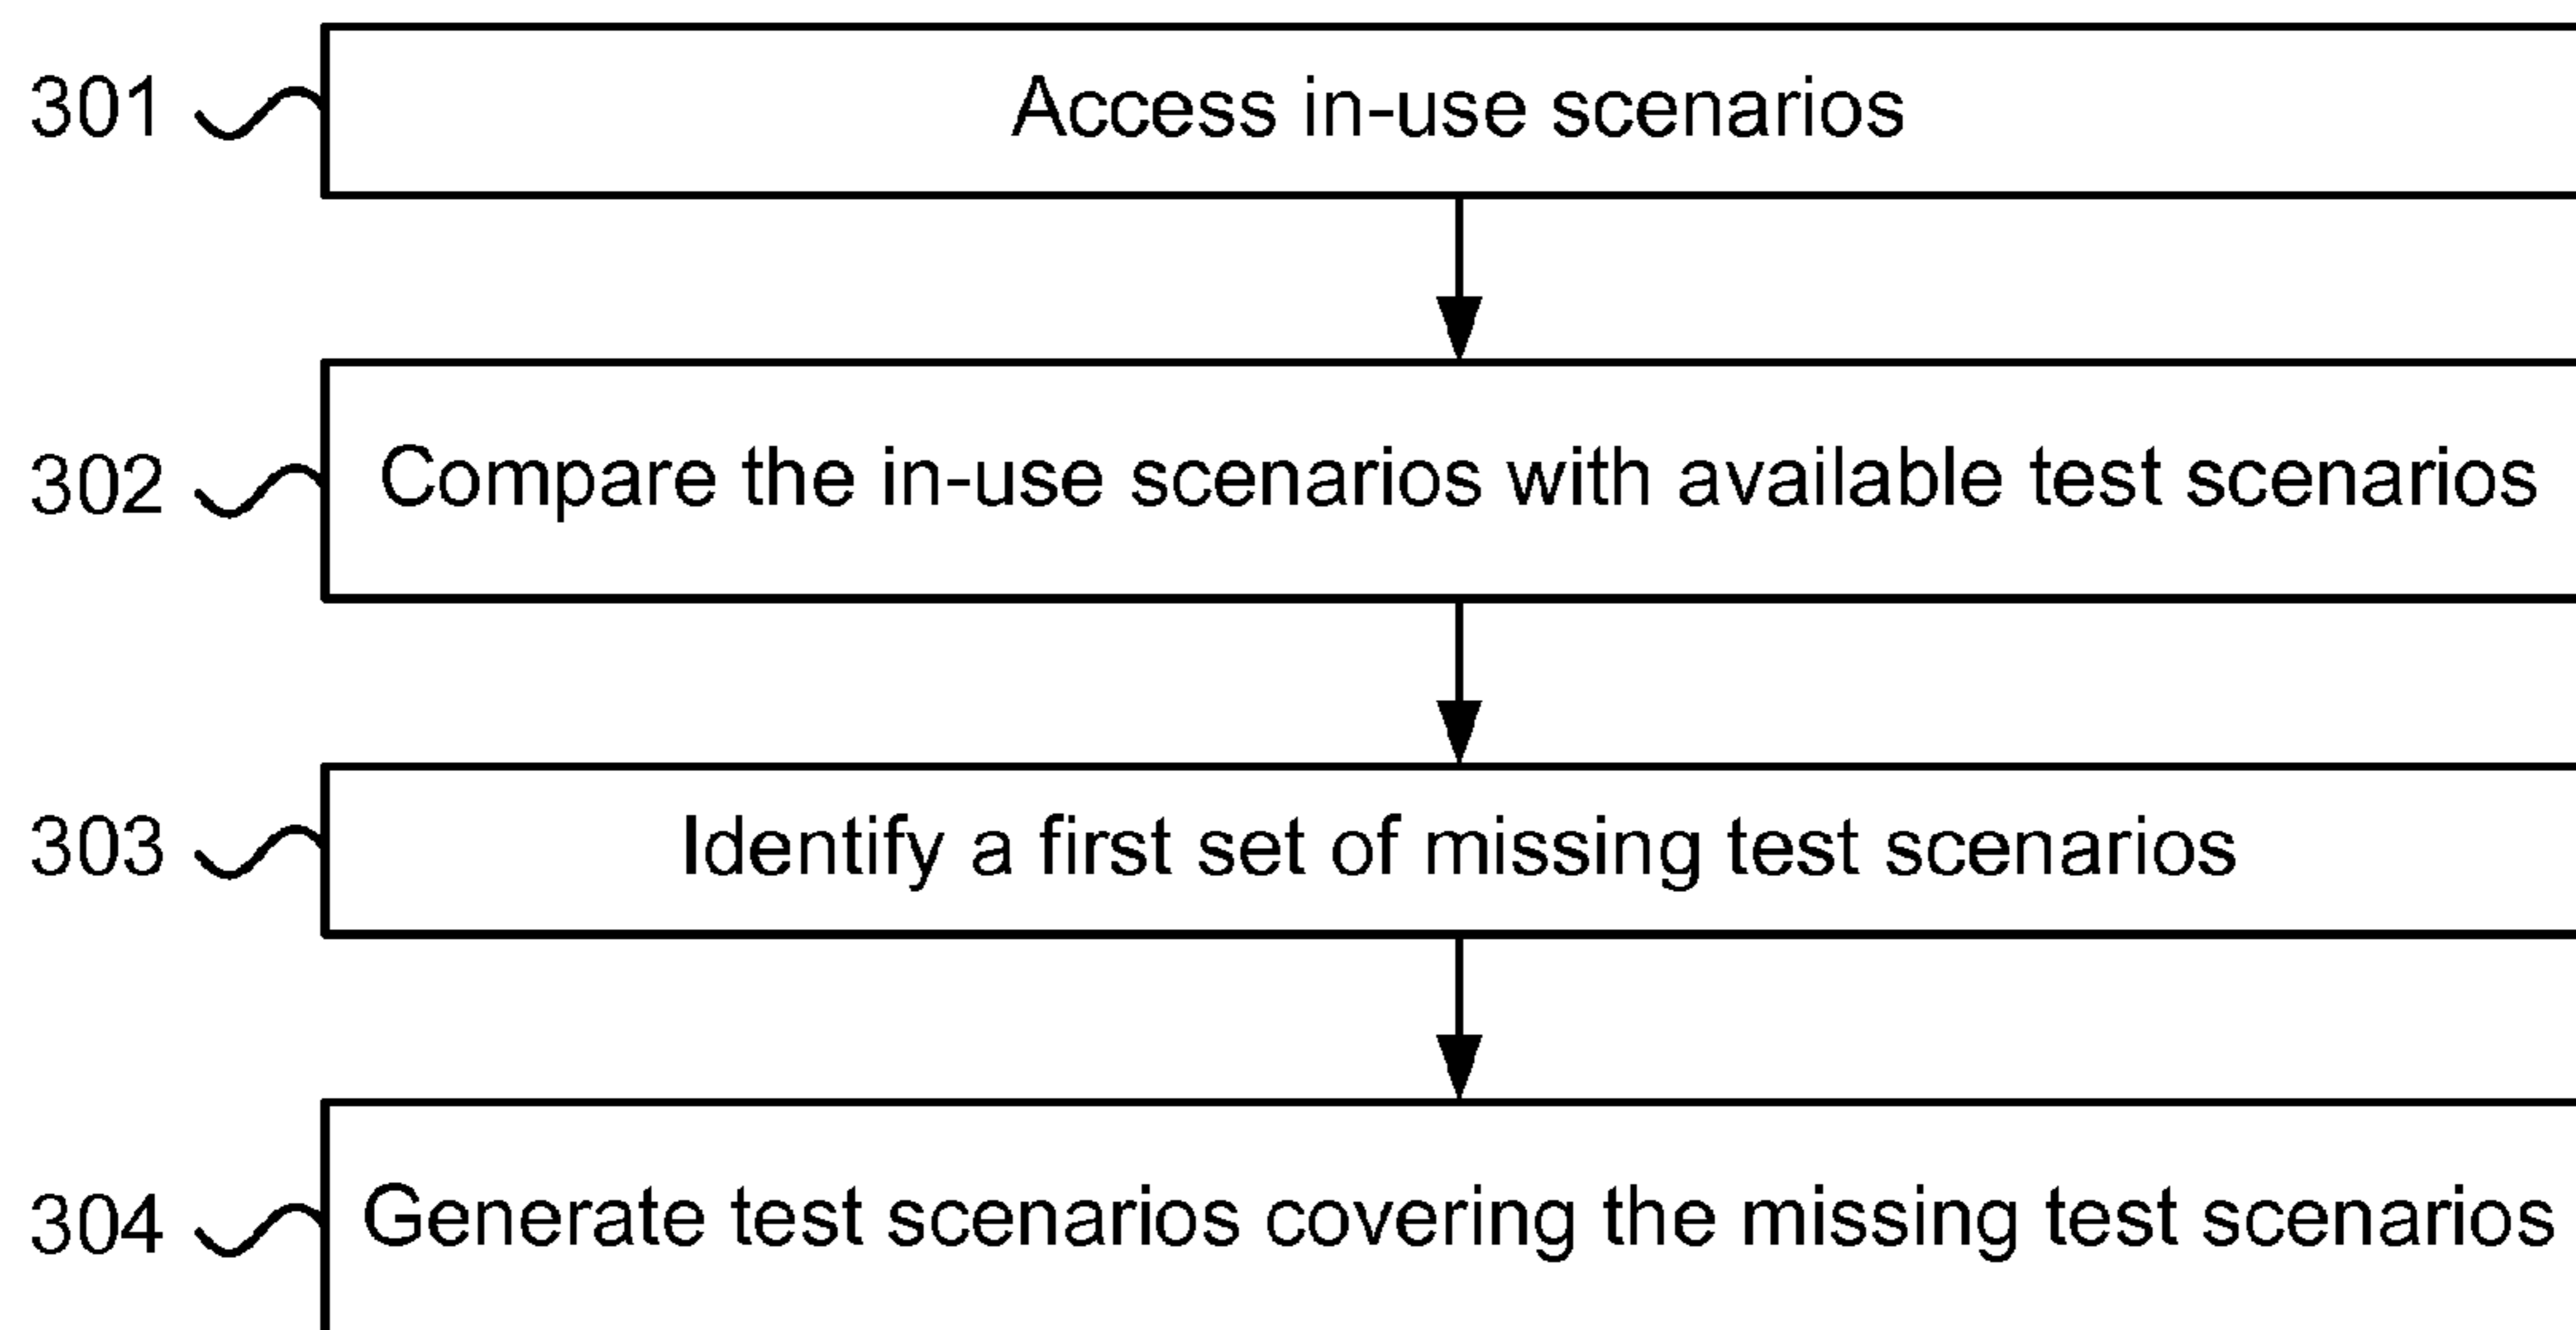 301 Access in-use scenarios
302 Compare the in-use scenarios with available test scenarios
303 Identify a first set of missing test scenarios
304 Generate test scenarios covering the missing test scenarios